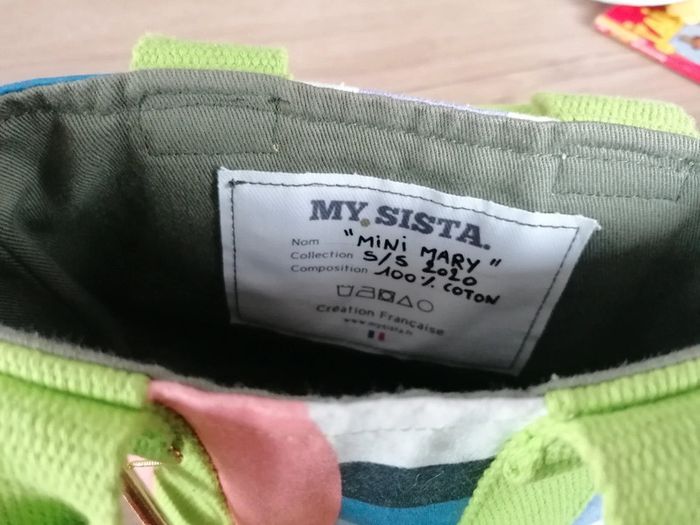 MY. SISTA.
Nom "MiNi MARY"
Collection S/S 2020
Composition 100% COTON
Création Française
www.mysista.fr